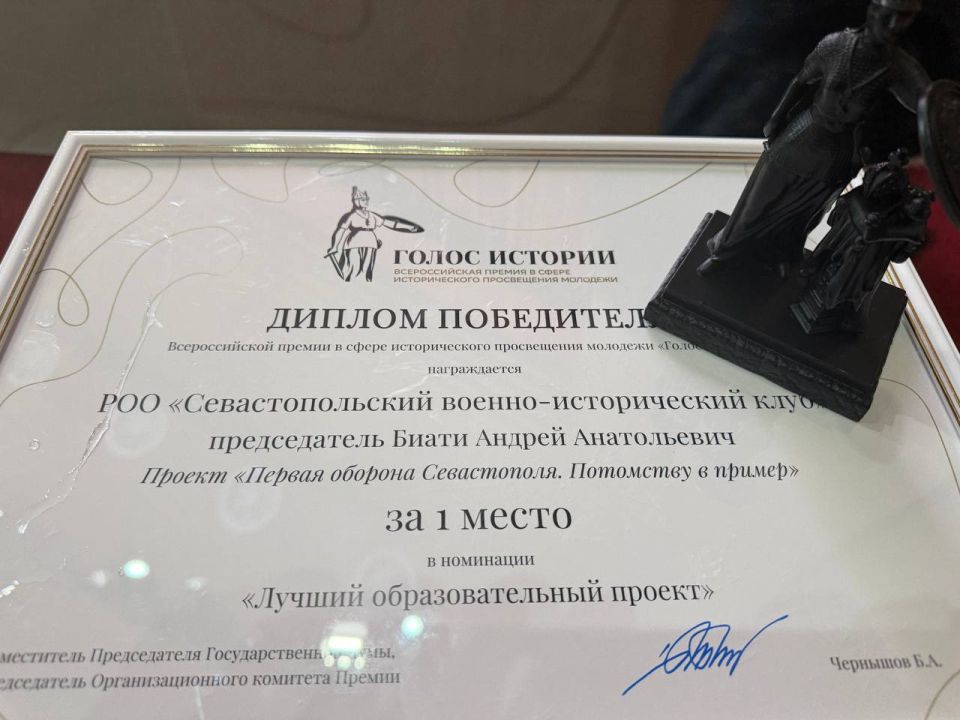 ГОЛОС ИСТОРИИ
ВСЕРОССИЙСКАЯ ПРЕМИЯ В СФЕРЕ
ИСТОРИЧЕСКОГО ПРОСВЕЩЕНИЯ МОЛОДЕЖИ
ДИПЛОМ ПОБЕДИТЕЛ
Всероссийской премии в сфере исторического просвещения молодежи «Голос
награждается
РОО «Севастопольский военно-исторический клуб»
председатель Биати Андрей Анатольевич
Проект «Первая оборона Севастополя. Потомству в пример»
за 1 место
в номинации
«Лучший образовательный проект»
меститель Председателя Государственн мы,
едседатель Организационного комитета Премии
Чернышов Б.А.